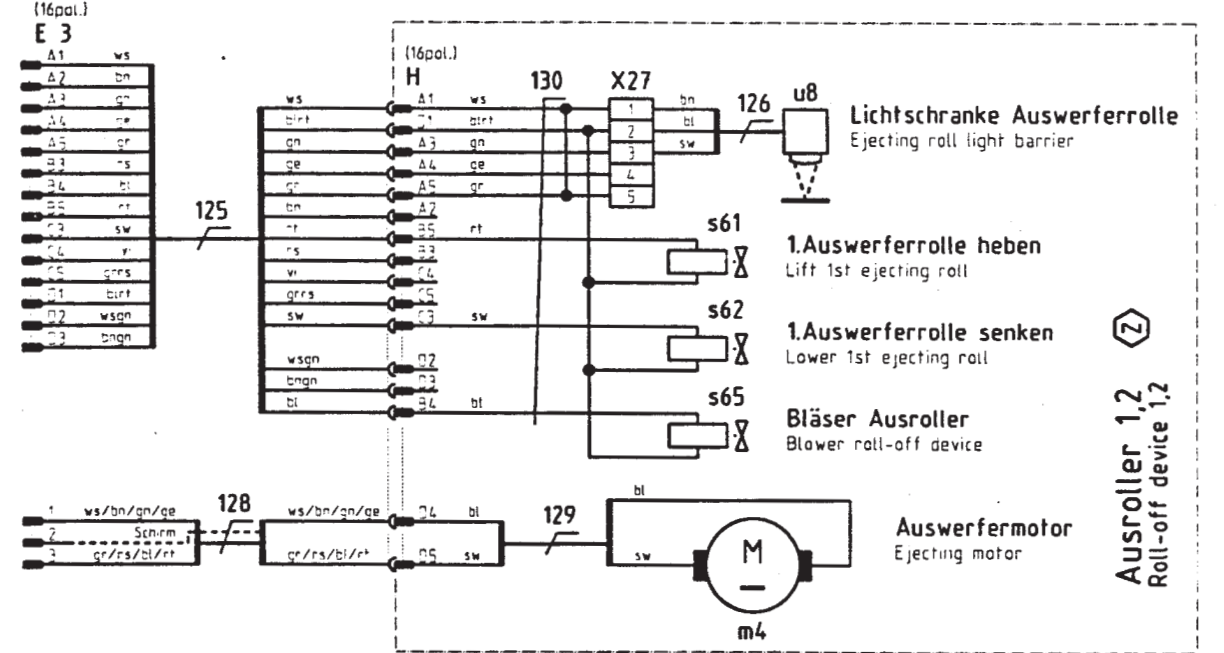 (16pol.)
E 3
A1 ws
A2 bn
A3 gn
A4 ge
A5 gr
B3 rs
B4 bl
B5 rt
C3 sw
C4 vi
C5 grrs
D1 blrt
D2 wsgn
D3 bngn
125
ws
blrt
gn
ge
gr
bn
rt
rs
vi
grrs
sw
wsgn
bngn
bl
(16pol.)
H
A1 ws
D1 blrt
A3 gn
A4 ge
A5 gr
A2
B5 rt
B3
C4
C5
C3 sw
D2
D3
B4 bl
130
X27
1
2
3
4
5
bn
bl
sw
126
u8
Lichtschranke Auswerferrolle
Ejecting roll light barrier
s61
1.Auswerferrolle heben
Lift 1st ejecting roll
s62
1.Auswerferrolle senken
Lower 1st ejecting roll
s65
Bläser Ausroller
Blower roll-off device
1 ws/bn/gn/ge
2 Schirm
3 gr/rs/bl/rt
128
ws/bn/gn/ge
gr/rs/bl/rt
D4 bl
D5 sw
129
bl
sw
M
m4
Auswerfermotor
Ejecting motor
Z
Ausroller 1,2
Roll-off device 1,2